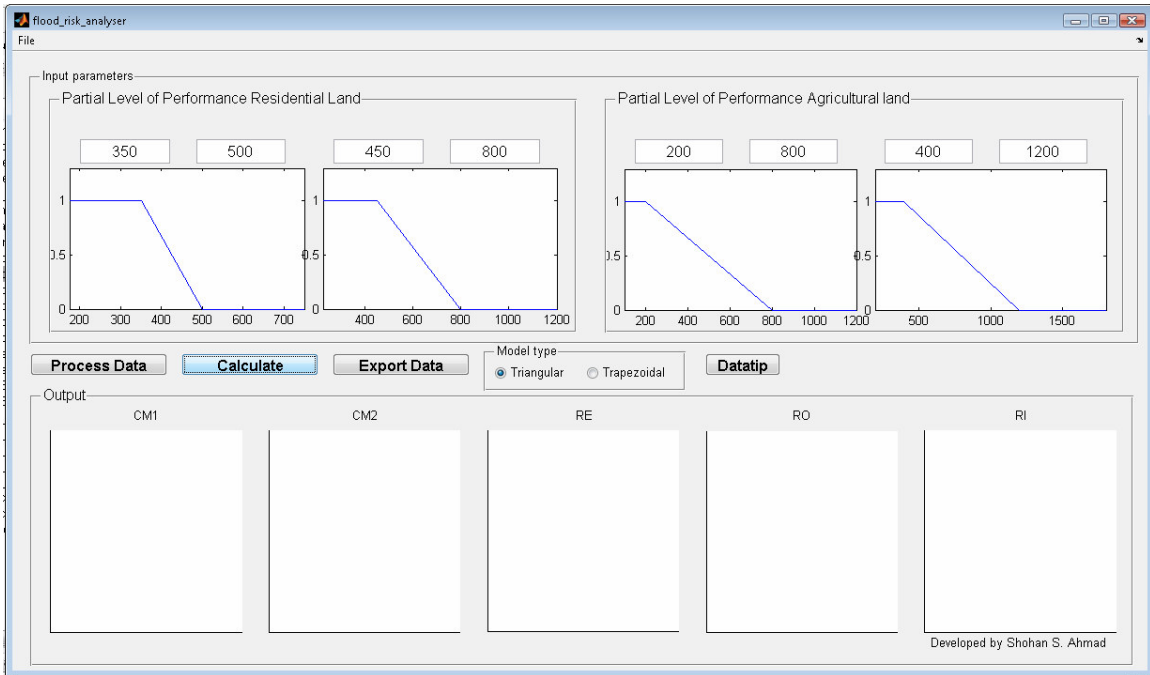 flood_risk_analyser
File
Input parameters
Partial Level of Performance Residential Land
Partial Level of Performance Agricultural land
350 500 450 800
200 800 400 1200
1 0.5 0
200 300 400 500 600 700
1 0.5 0
400 600 800 1000 1200
1 0.5 0
200 400 600 800 1000 1200
1 0.5 0
500 1000 1500
Process Data Calculate Export Data
Model type
Triangular Trapezoidal
Datatip
Output
CM1 CM2 RE RO RI
Developed by Shohan S. Ahmad